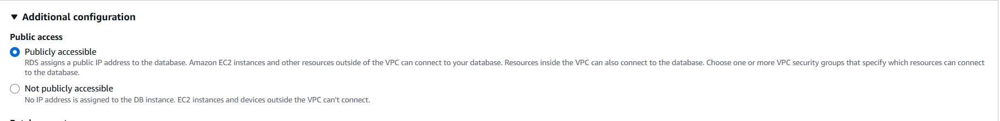 Additional configuration
Public access
Publicly accessible
RDS assigns a public IP address to the database. Amazon EC2 instances and other resources outside of the VPC can connect to your database. Resources inside the VPC can also connect to the database. Choose one or more VPC security groups that specify which resources can connect
to the database.
Not publicly accessible
No IP address is assigned to the DB instance. EC2 instances and devices outside the VPC can't connect.